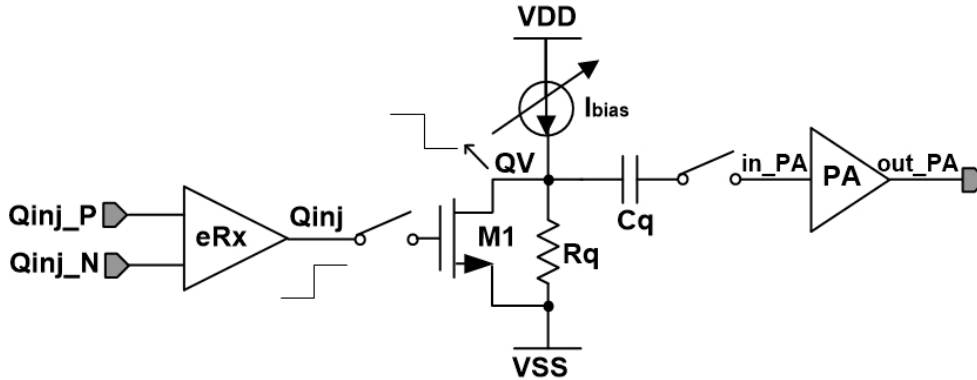 VDD
Ibias
QV
in_PA
out_PA
PA
Qinj_P
Qinj
eRx
M1
Cq
Rq
Qinj_N
VSS